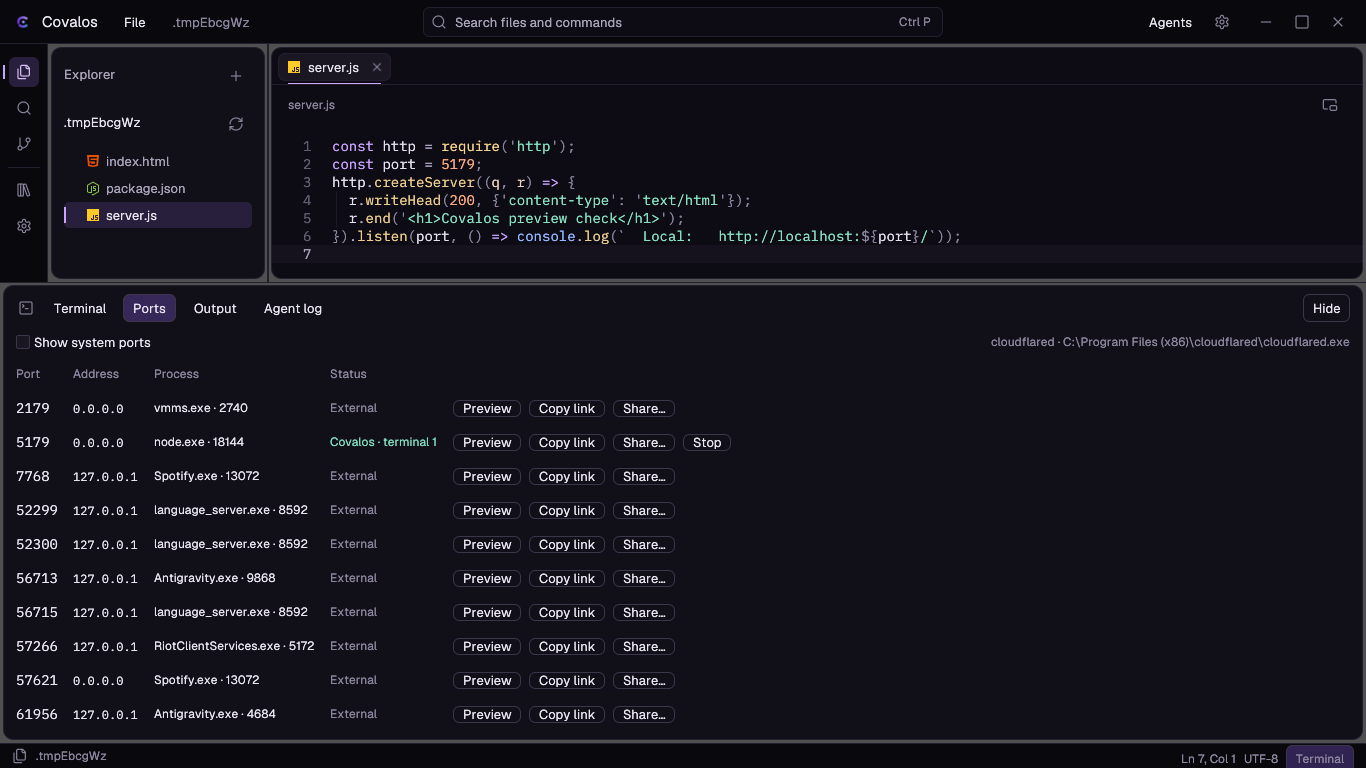 Covalos File .tmpEbcgWz Search files and commands Ctrl P Agents
Explorer
.tmpEbcgWz
index.html
package.json
server.js
server.js
server.js
1 const http = require('http');
2 const port = 5179;
3 http.createServer((q, r) => {
4 r.writeHead(200, {'content-type': 'text/html'});
5 r.end('<h1>Covalos preview check</h1>');
6 }).listen(port, () => console.log(`  Local:   http://localhost:${port}/`));
7
Terminal Ports Output Agent log Hide
Show system ports cloudflared · C:\Program Files (x86)\cloudflared\cloudflared.exe
Port Address Process Status
2179 0.0.0.0 vmms.exe · 2740 External Preview Copy link Share…
5179 0.0.0.0 node.exe · 18144 Covalos · terminal 1 Preview Copy link Share… Stop
7768 127.0.0.1 Spotify.exe · 13072 External Preview Copy link Share…
52299 127.0.0.1 language_server.exe · 8592 External Preview Copy link Share…
52300 127.0.0.1 language_server.exe · 8592 External Preview Copy link Share…
56713 127.0.0.1 Antigravity.exe · 9868 External Preview Copy link Share…
56715 127.0.0.1 language_server.exe · 8592 External Preview Copy link Share…
57266 127.0.0.1 RiotClientServices.exe · 5172 External Preview Copy link Share…
57621 0.0.0.0 Spotify.exe · 13072 External Preview Copy link Share…
61956 127.0.0.1 Antigravity.exe · 4684 External Preview Copy link Share…
.tmpEbcgWz Ln 7, Col 1 UTF-8 Terminal